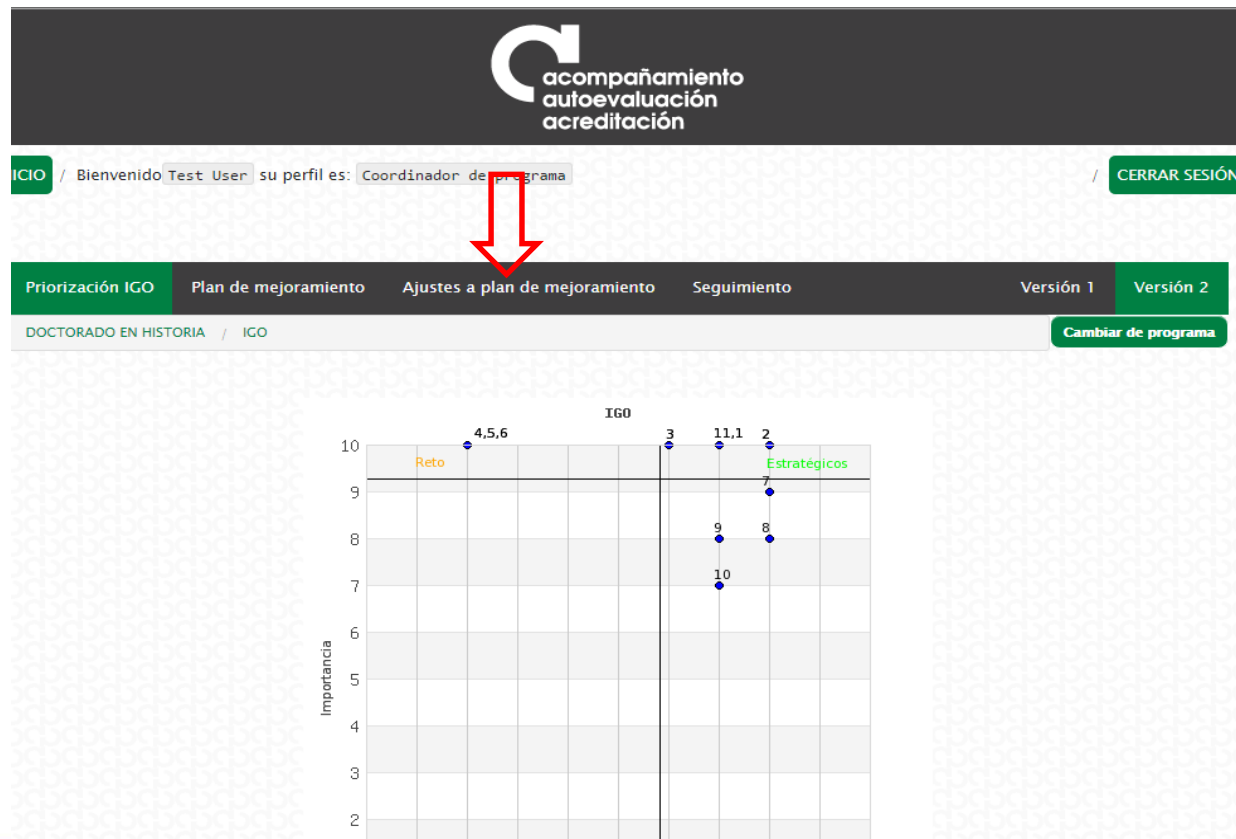 acompañamiento
autoevaluación
acreditación
ICIO / Bienvenido Test User su perfil es: Coordinador de programa / CERRAR SESIÓN
Priorización IGO Plan de mejoramiento Ajustes a plan de mejoramiento Seguimiento Versión 1 Versión 2
DOCTORADO EN HISTORIA / IGO Cambiar de programa
IGO
4,5,6 3 11,1 2
10
Reto Estratégicos
7
9
9 8
8
10
7
6
Importancia
5
4
3
2